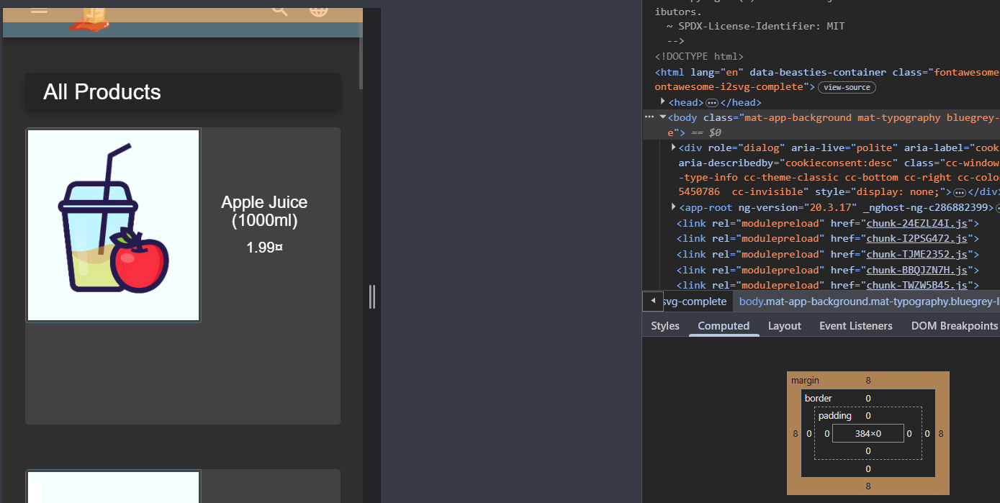 All Products
Apple Juice
(1000ml)
1.99¤
ibutors.
~ SPDX-License-Identifier: MIT
-->
<!DOCTYPE html>
<html lang="en" data-beasties-container class="fontawesome
ontawesome-i2svg-complete"> view-source
<head> ••• </head>
••• <body class="mat-app-background mat-typography bluegrey-
e"> == $0
<div role="dialog" aria-live="polite" aria-label="cook
aria-describedby="cookieconsent:desc" class="cc-window
-type-info cc-theme-classic cc-bottom cc-right cc-colo
5450786  cc-invisible" style="display: none;"> ••• </div>
<app-root ng-version="20.3.17" _nghost-ng-c286882399>
<link rel="modulepreload" href="chunk-24EZLZ4I.js">
<link rel="modulepreload" href="chunk-I2PSG472.js">
<link rel="modulepreload" href="chunk-TJME2352.js">
<link rel="modulepreload" href="chunk-BBQJZN7H.js">
<link rel="modulepreload" href="chunk-TWZW5B45.js">
svg-complete body.mat-app-background.mat-typography.bluegrey-l
Styles Computed Layout Event Listeners DOM Breakpoints
margin 8
border 0
padding 0
8 0 0 384×0 0 0 8
0
0
8